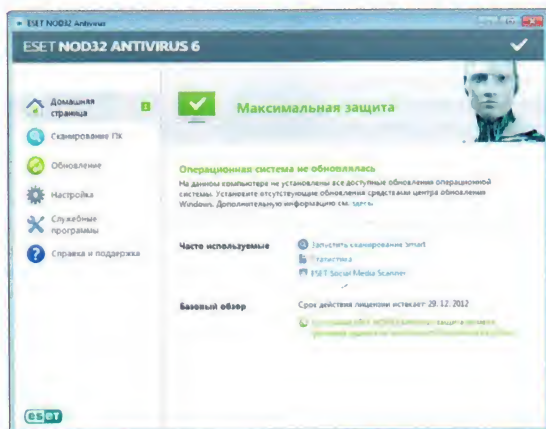 ESET NOD32 Antivirus
ESET NOD32 ANTIVIRUS 6
Домашняя
страница
1
Максимальная защита
Сканирование ПК
Обновление
Настройка
Служебные
программы
Справка и поддержка
Операционная система не обновлялась
На данном компьютере не установлены все доступные обновления операционной
системы. Установите отсутствующие обновления средствами центра обновления
Windows. Дополнительную информацию см. здесь.
Часто используемые
Запустить сканирование Smart
Статистика
ESET Social Media Scanner
Базовый обзор
Срок действия лицензии истекает: 29.12.2012
eset